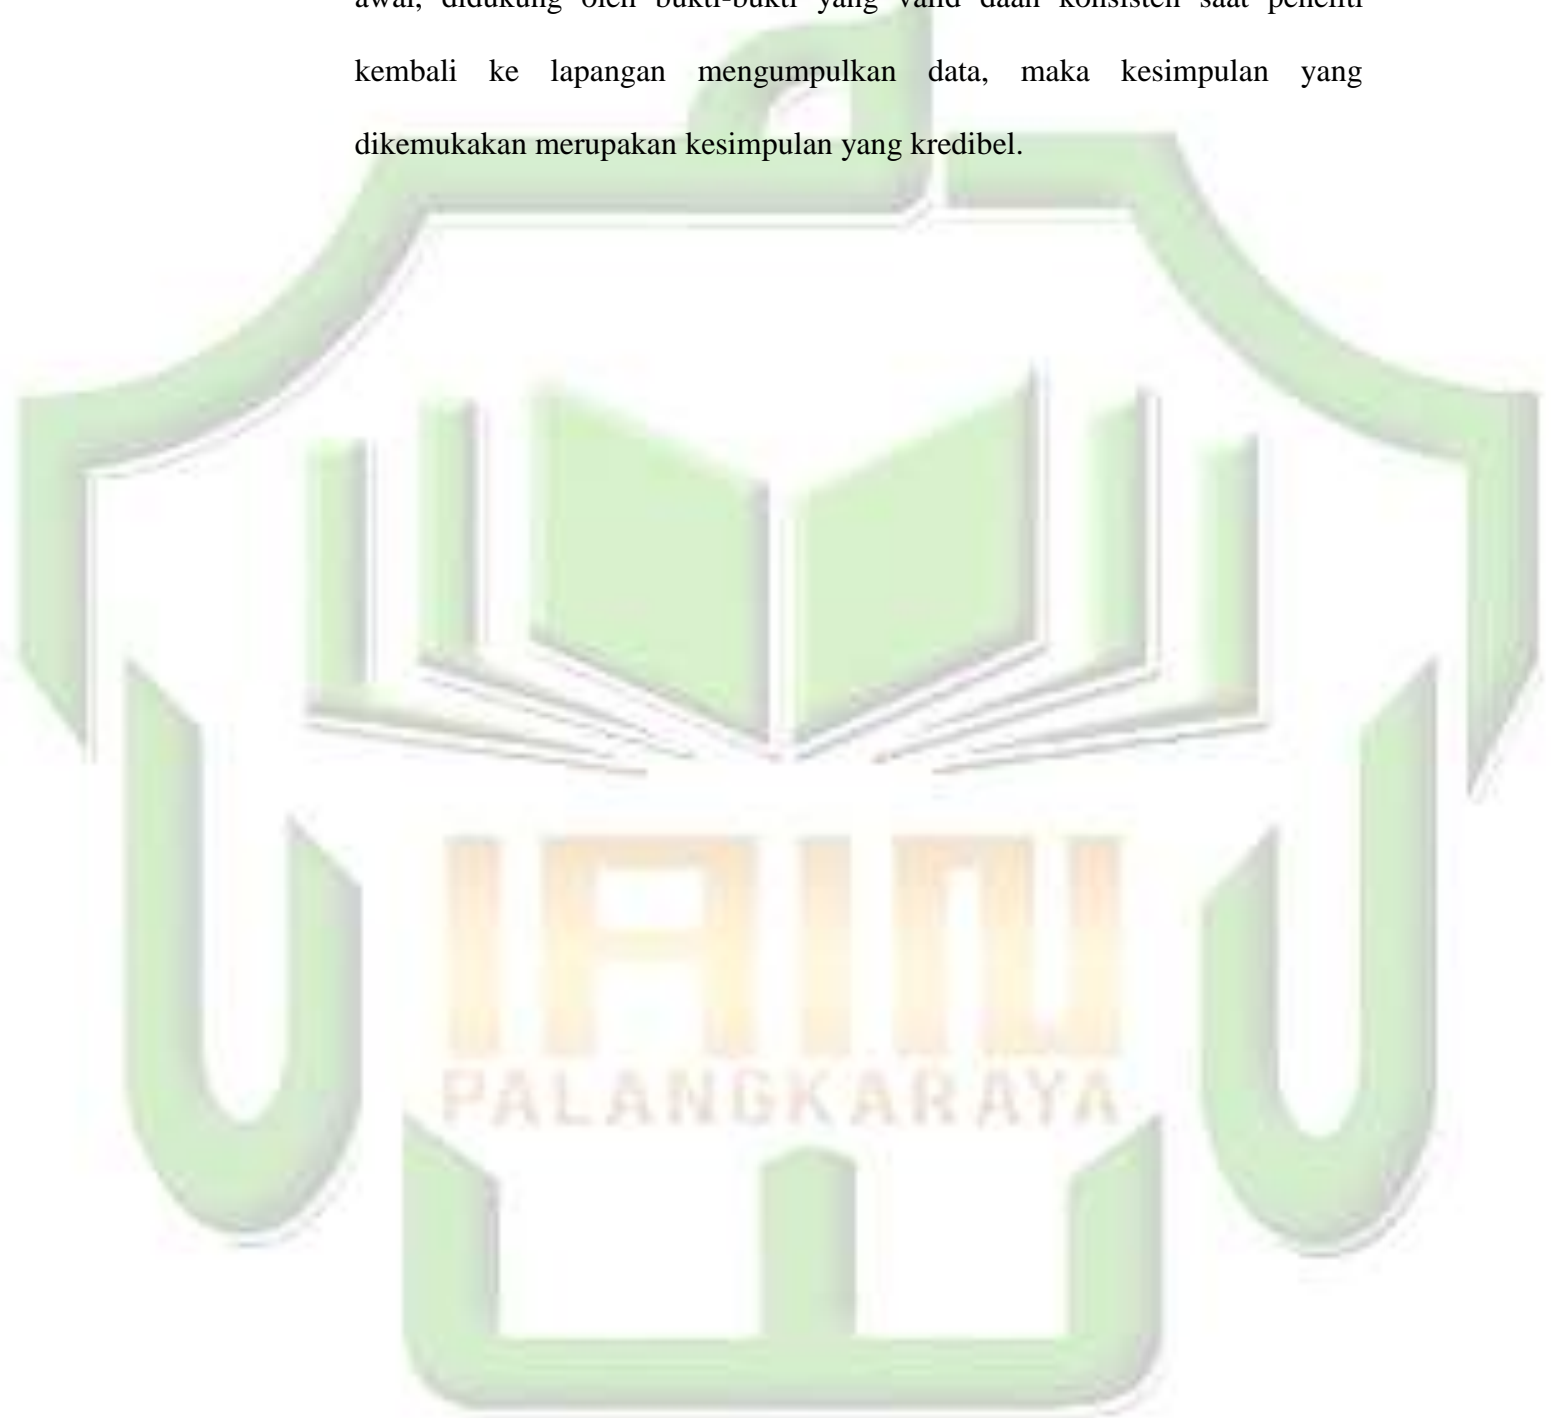 awal, didukung oleh bukti-bukti yang valid daan konsisten saat peneliti
kembali ke lapangan mengumpulkan data, maka kesimpulan yang
dikemukakan merupakan kesimpulan yang kredibel.
IAIN
PALANGKARAYA